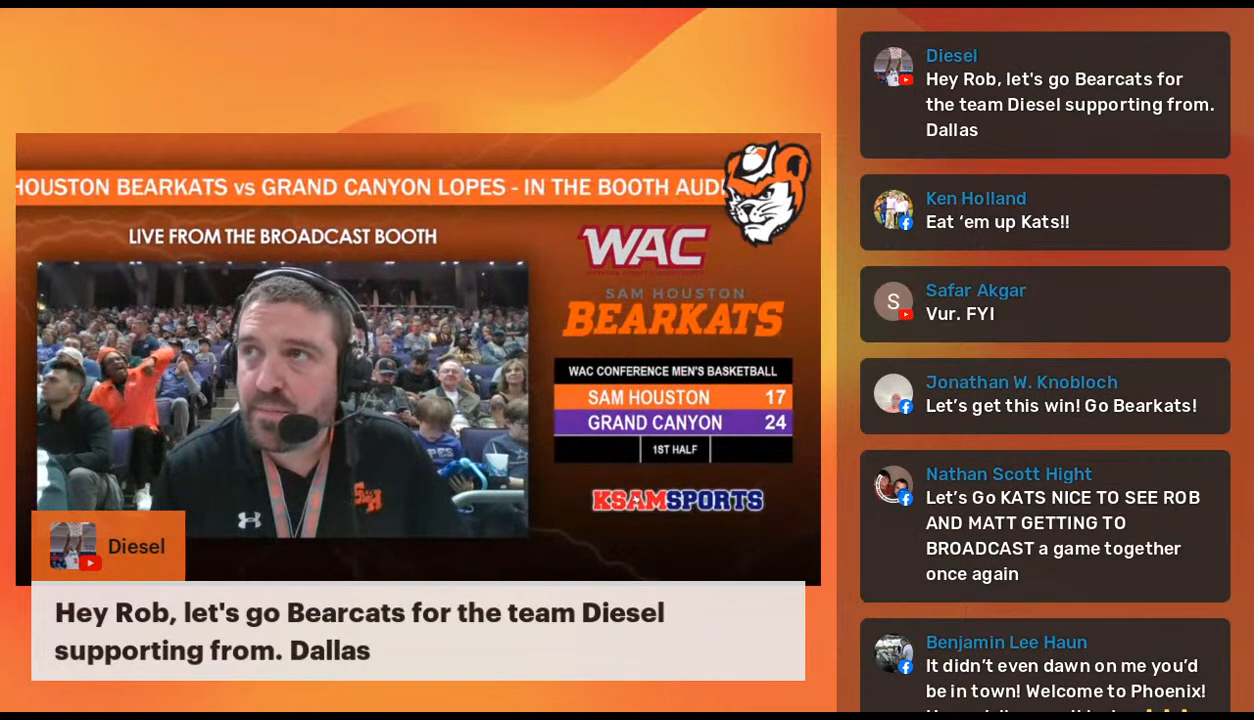 HOUSTON BEARKATS vs GRAND CANYON LOPES - IN THE BOOTH
LIVE FROM THE BROADCAST BOOTH
WAC
SAM HOUSTON
BEARKATS
WAC CONFERENCE MEN'S BASKETBALL
SAM HOUSTON 17
GRAND CANYON 24
1ST HALF
KSAMSPORTS
Diesel
Hey Rob, let's go Bearcats for the team Diesel
supporting from. Dallas
Diesel
Hey Rob, let's go Bearcats for
the team Diesel supporting from.
Dallas
Ken Holland
Eat ‘em up Kats!!
S
Safar Akgar
Vur. FYI
Jonathan W. Knobloch
Let’s get this win! Go Bearkats!
Nathan Scott Hight
Let’s Go KATS NICE TO SEE ROB
AND MATT GETTING TO
BROADCAST a game together
once again
Benjamin Lee Haun
It didn’t even dawn on me you’d
be in town! Welcome to Phoenix!